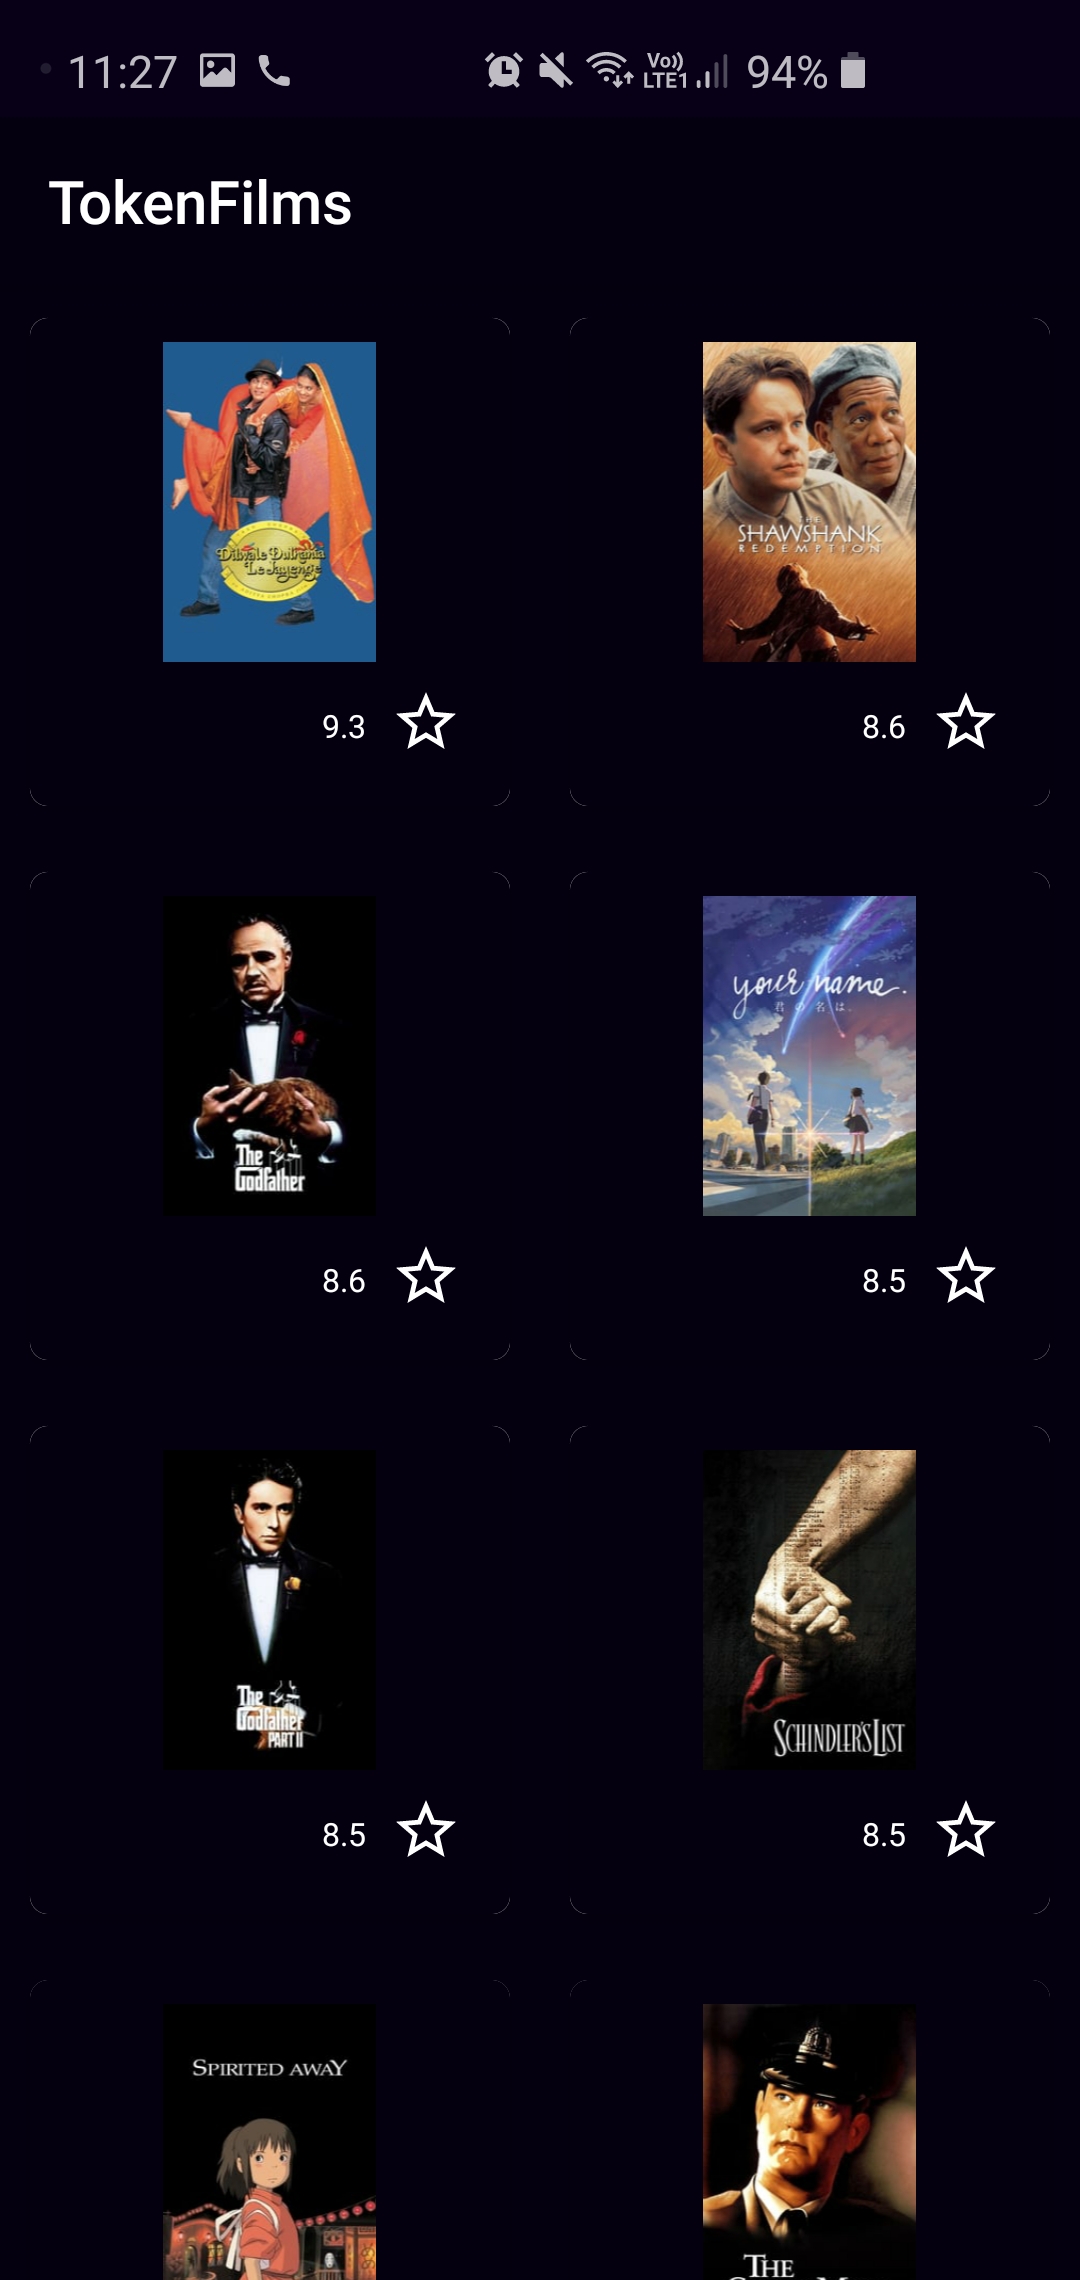 11:27 Vo)) LTE1 94%
TokenFilms
Dilwale Dulhania
Le Jayenge
THE
SHAWSHANK
REDEMPTION
9.3
8.6
The
Godfather
your name.
君の名は。
8.6
8.5
The
Godfather
PART II
SCHINDLER'S LIST
8.5
8.5
SPIRITED AWAY
THE